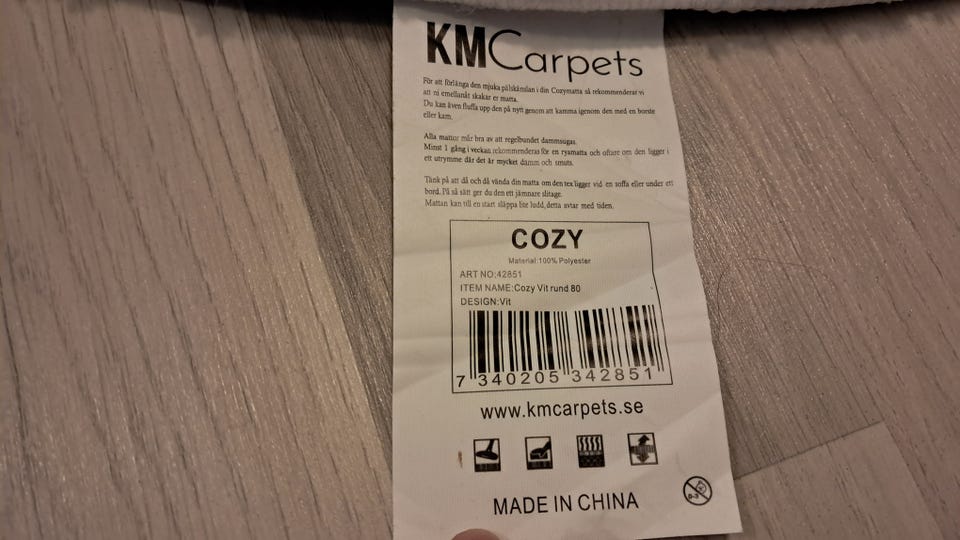 KMCarpets
För att förlänga den mjuka pälskänslan i din Cozymatta så rekommenderar vi
att ni emellanåt skakar er matta.
Du kan även fluffa upp den på nytt genom att kamma igenom den med en borste
eller kam.
Alla mattor mår bra av att regelbundet dammsugas.
Minst 1 gång i veckan rekommenderas för en ryamatta och oftare om den ligger i
ett utrymme där det är mycket damm och smuts.
Tänk på att då och då vända din matta om den tex ligger vid en soffa eller under ett
bord. På så sätt ger du den ett jämnare slitage.
Mattan kan till en start släppa lite ludd, detta avtar med tiden.
COZY
Material:100% Polyester
ART NO:42851
ITEM NAME:Cozy Vit rund 80
DESIGN:Vit
7 340205 342851
www.kmcarpets.se
MADE IN CHINA
0-3